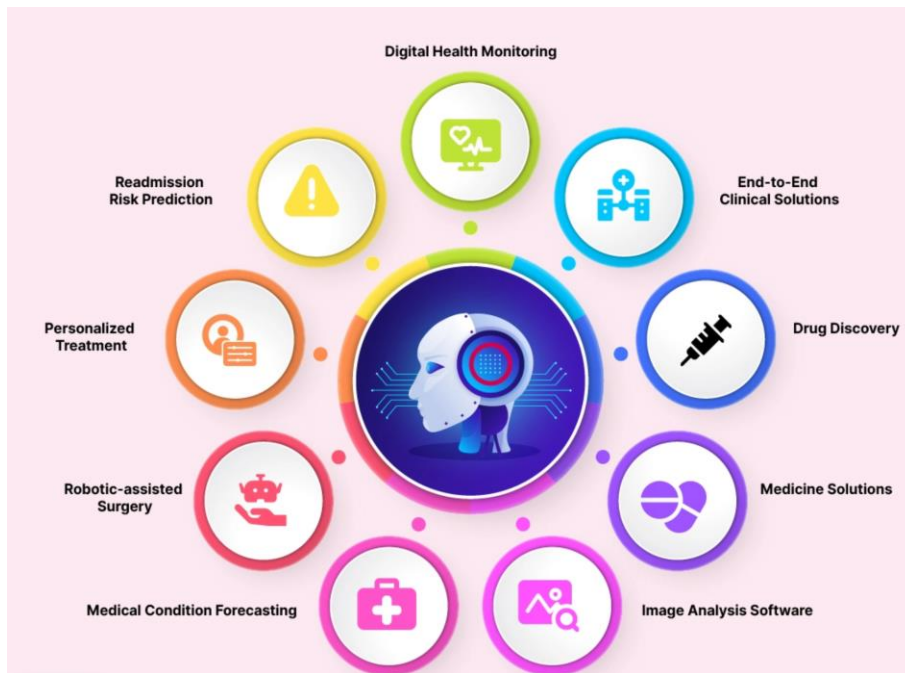 Digital Health Monitoring
Readmission
Risk Prediction
End-to-End
Clinical Solutions
Personalized
Treatment
Drug Discovery
Robotic-assisted
Surgery
Medicine Solutions
Medical Condition Forecasting
Image Analysis Software